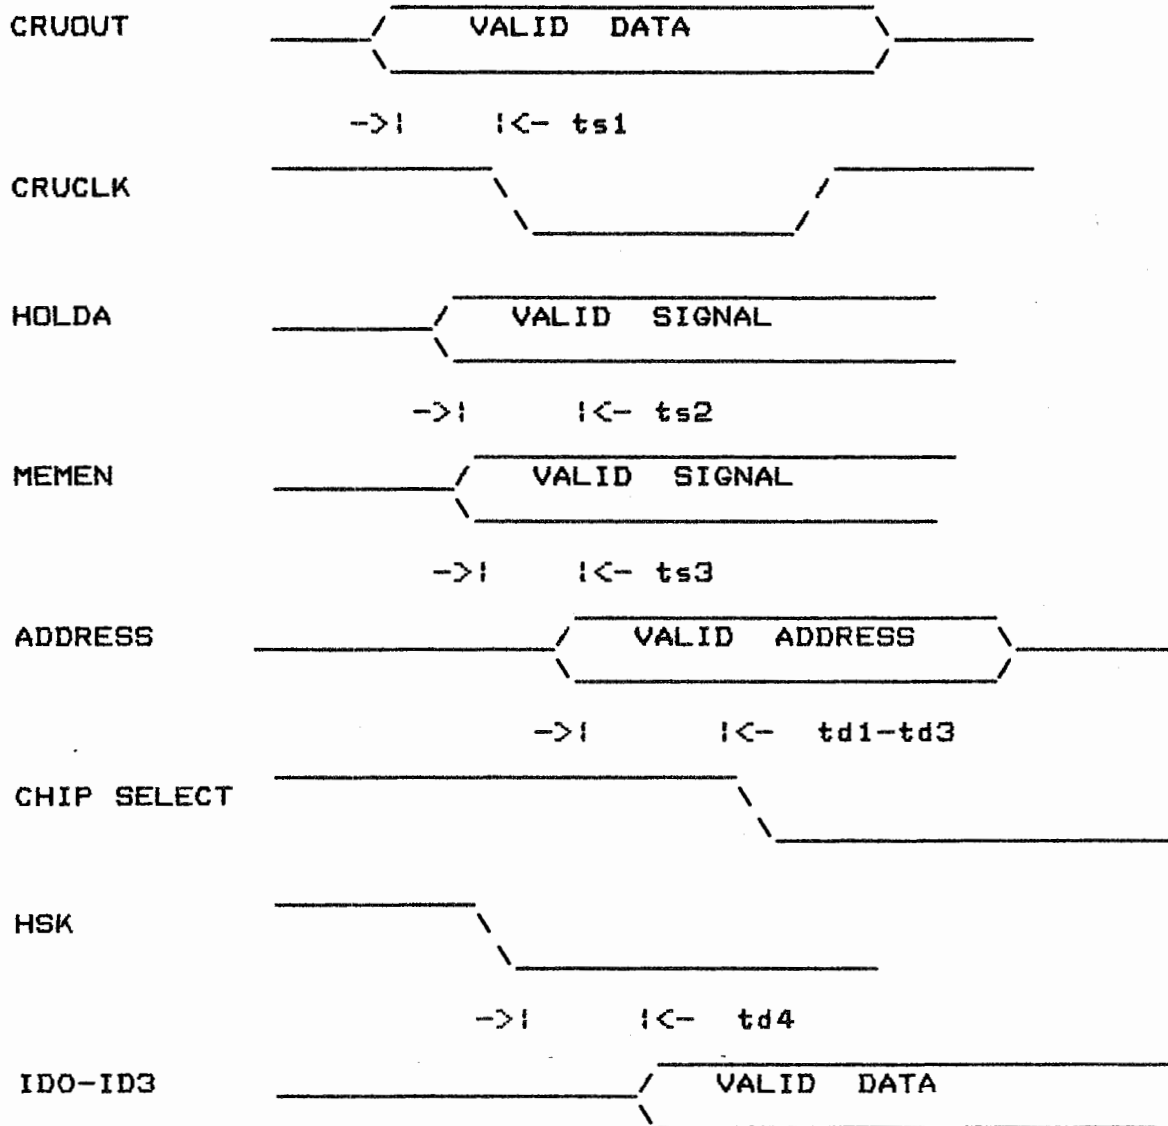 CRUOUT VALID DATA
->| |<- ts1
CRUCLK
HOLDA VALID SIGNAL
->| |<- ts2
MEMEN VALID SIGNAL
->| |<- ts3
ADDRESS VALID ADDRESS
->| |<- td1-td3
CHIP SELECT
HSK
->| |<- td4
ID0-ID3 VALID DATA